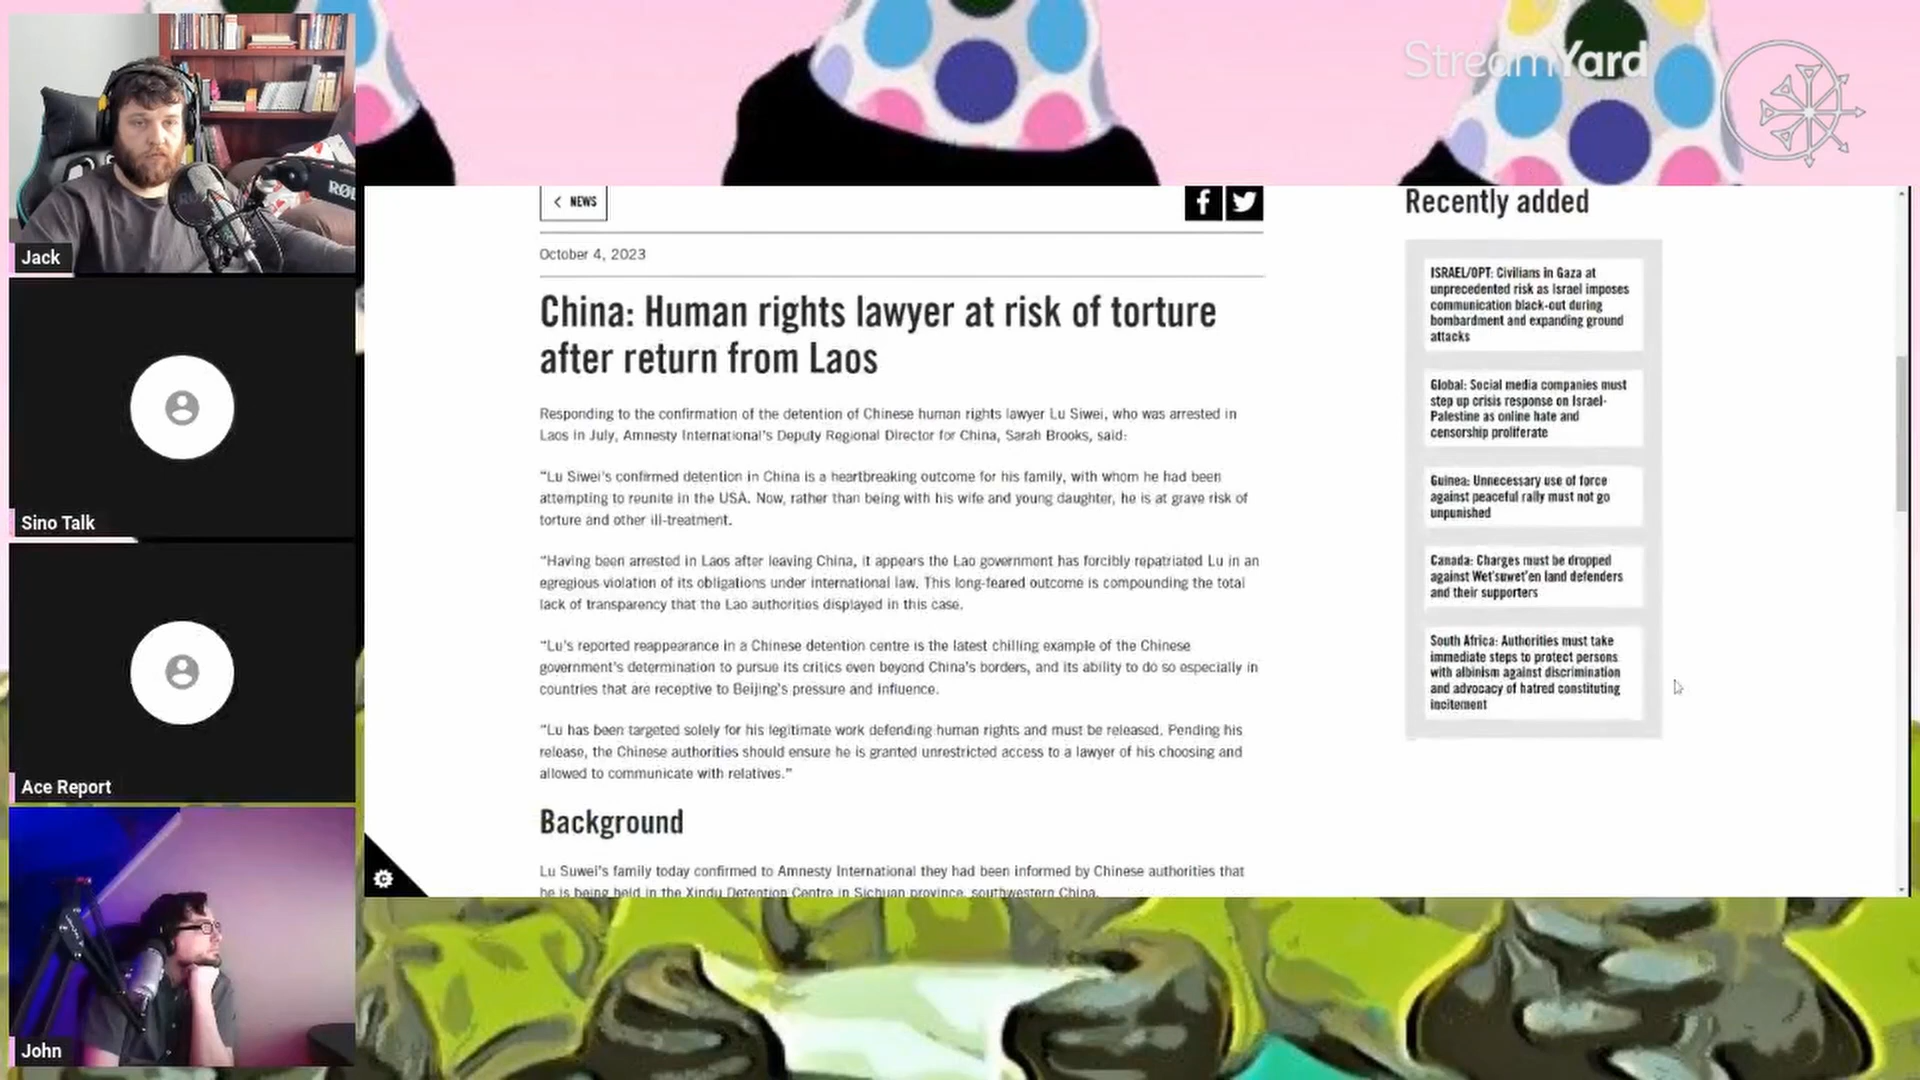 StreamYard
RØDE
Jack
Sino Talk
Ace Report
John
NEWS
October 4, 2023
China: Human rights lawyer at risk of torture
after return from Laos
Responding to the confirmation of the detention of Chinese human rights lawyer Lu Siwei, who was arrested in
Laos in July, Amnesty International's Deputy Regional Director for China, Sarah Brooks, said:
"Lu Siwei's confirmed detention in China is a heartbreaking outcome for his family, with whom he had been
attempting to reunite in the USA. Now, rather than being with his wife and young daughter, he is at grave risk of
torture and other ill-treatment.
"Having been arrested in Laos after leaving China, it appears the Lao government has forcibly repatriated Lu in an
egregious violation of its obligations under international law. This long-feared outcome is compounding the total
lack of transparency that the Lao authorities displayed in this case.
"Lu's reported reappearance in a Chinese detention centre is the latest chilling example of the Chinese
government's determination to pursue its critics even beyond China's borders, and its ability to do so especially in
countries that are receptive to Beijing's pressure and influence.
"Lu has been targeted solely for his legitimate work defending human rights and must be released. Pending his
release, the Chinese authorities should ensure he is granted unrestricted access to a lawyer of his choosing and
allowed to communicate with relatives."
Background
Lu Suwei's family today confirmed to Amnesty International they had been informed by Chinese authorities that
he is being held in the Xindu Detention Centre in Sichuan province, southwestern China.
Recently added
ISRAEL/OPT: Civilians in Gaza at
unprecedented risk as Israel imposes
communication black-out during
bombardment and expanding ground
attacks
Global: Social media companies must
step up crisis response on Israel-
Palestine as online hate and
censorship proliferate
Guinea: Unnecessary use of force
against peaceful rally must not go
unpunished
Canada: Charges must be dropped
against Wet'suwet'en land defenders
and their supporters
South Africa: Authorities must take
immediate steps to protect persons
with albinism against discrimination
and advocacy of hatred constituting
incitement